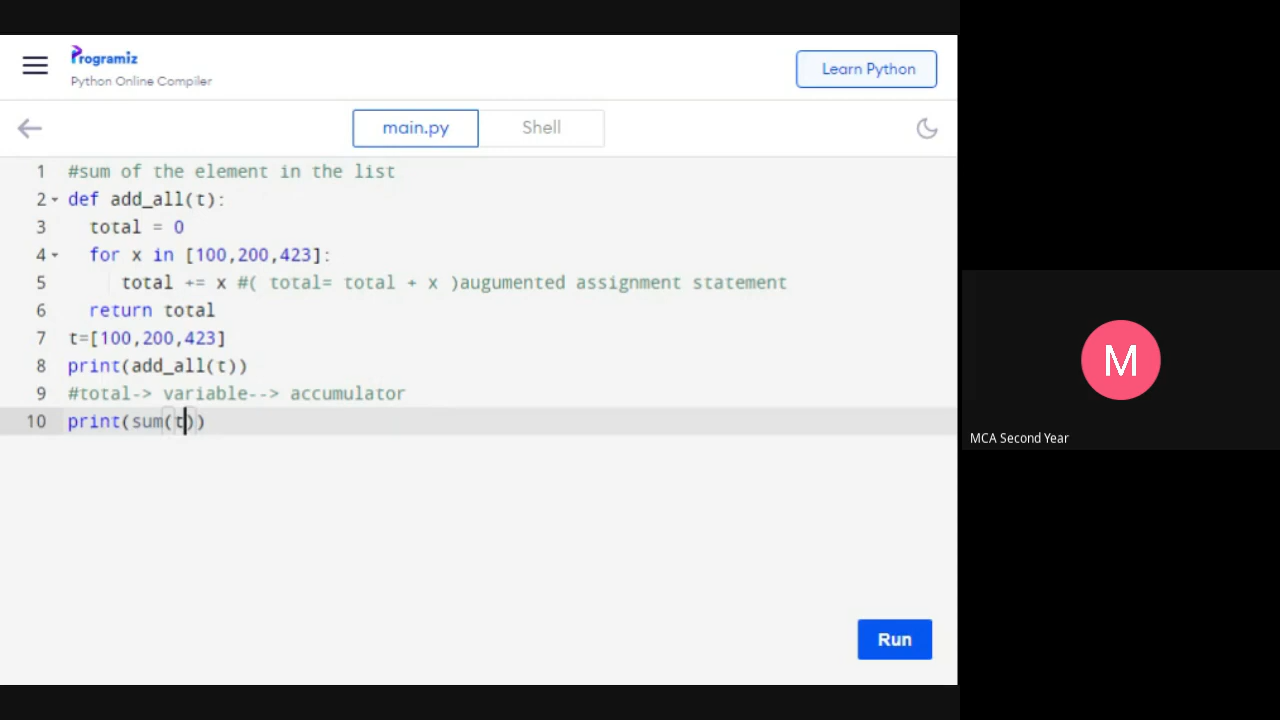 Programiz
Python Online Compiler
Learn Python
main.py
Shell
1 #sum of the element in the list
2 def add_all(t):
3 total = 0
4 for x in [100,200,423]:
5 total += x #( total= total + x )augumented assignment statement
6 return total
7 t=[100,200,423]
8 print(add_all(t))
9 #total-> variable--> accumulator
10 print(sum(t))
Run
M
MCA Second Year